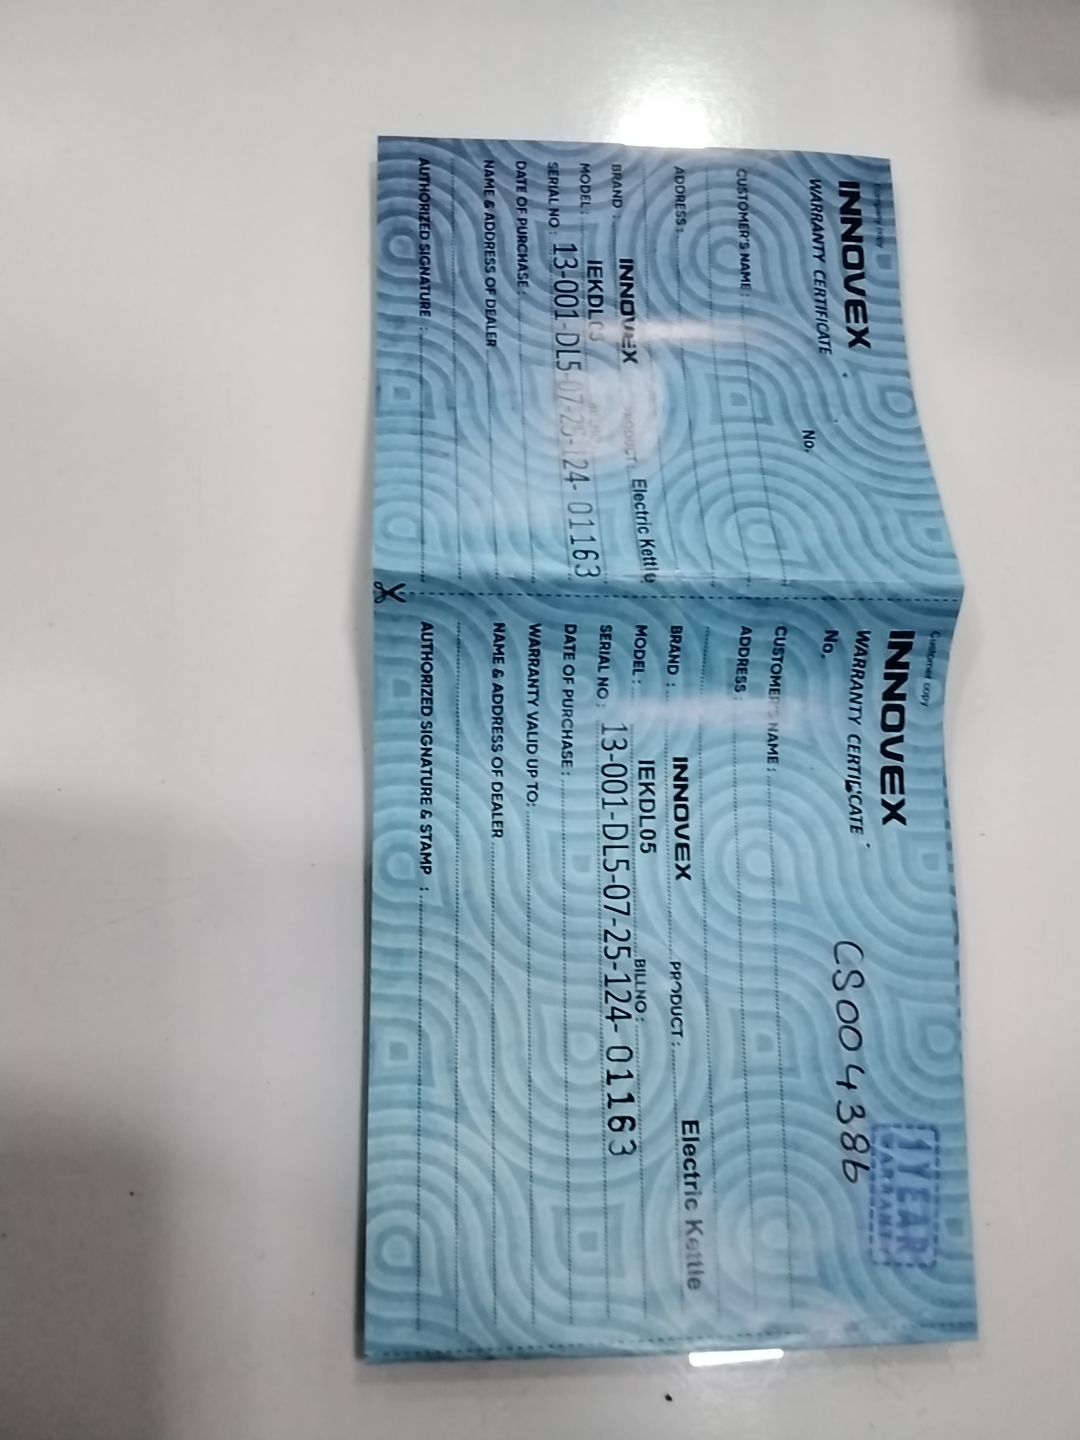 Company copy
INNOVEX
WARRANTY CERTIFICATE
No.
CUSTOMER'S NAME :
ADDRESS :
BRAND : INNOVEX PRODUCT : Electric Kettle
MODEL : IEKDL05
SERIAL NO : 13-001-DL5-07-25-124- 01163
DATE OF PURCHASE :
NAME & ADDRESS OF DEALER
AUTHORIZED SIGNATURE :
Customer copy
INNOVEX
1 YEAR
WARRANTY
WARRANTY CERTIFICATE
No. CS004386
CUSTOMER'S NAME :
ADDRESS :
BRAND : INNOVEX PRODUCT : Electric Kettle
MODEL : IEKDL05 BILL NO :
SERIAL NO : 13-001-DL5-07-25-124- 01163
DATE OF PURCHASE :
WARRANTY VALID UP TO:
NAME & ADDRESS OF DEALER
AUTHORIZED SIGNATURE & STAMP :